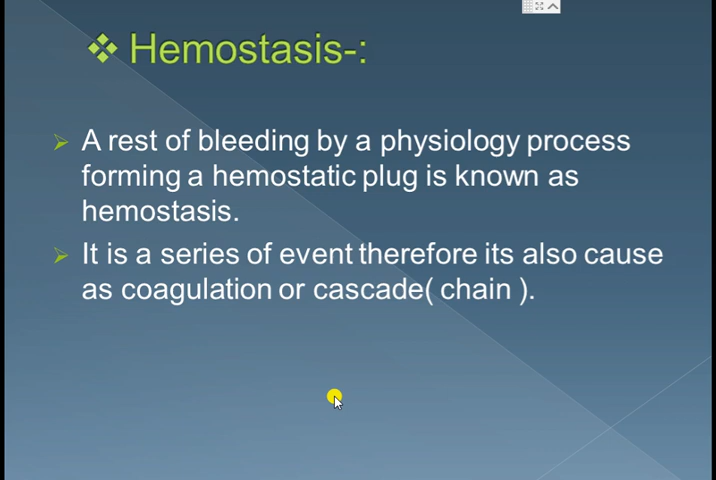 Hemostasis-:
A rest of bleeding by a physiology process
forming a hemostatic plug is known as
hemostasis.
It is a series of event therefore its also cause
as coagulation or cascade( chain ).